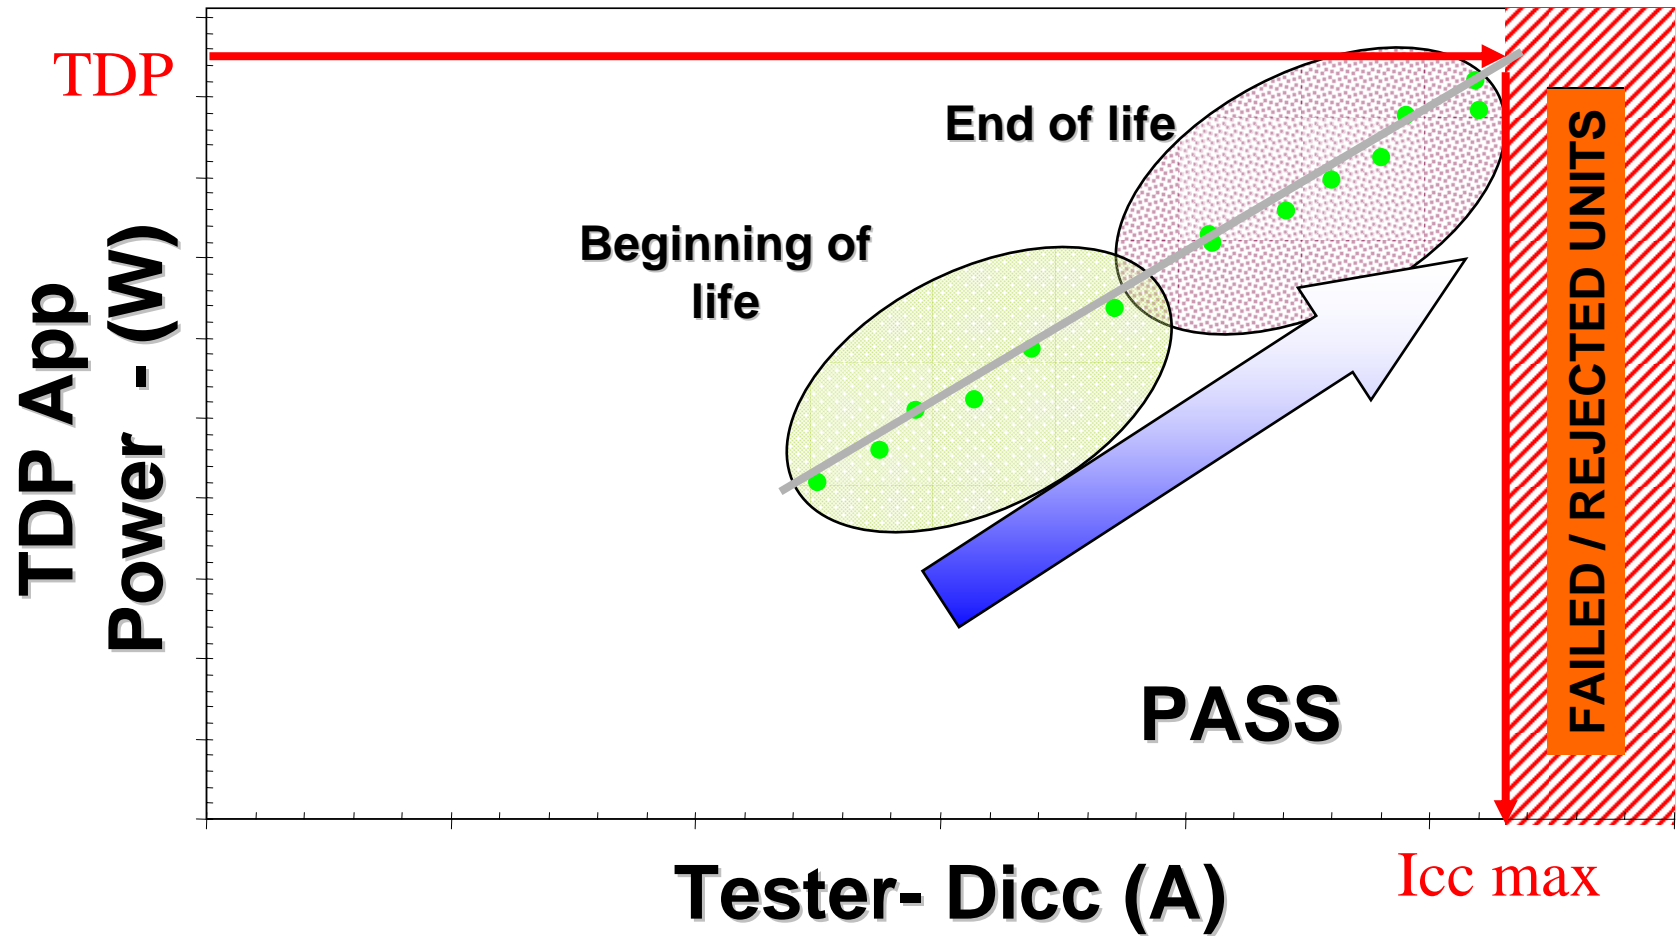 TDP
End of life
Beginning of
life
TDP App
Power - (W)
FAILED / REJECTED UNITS
PASS
Tester- Dicc (A)
Icc max